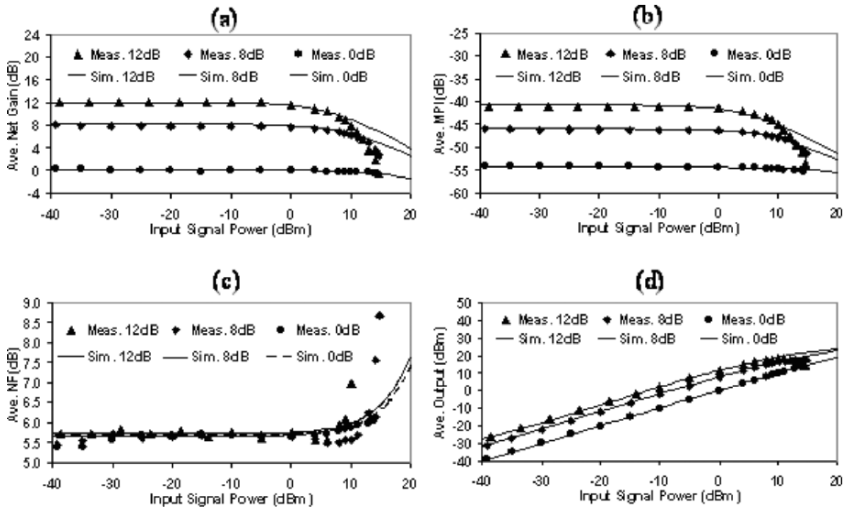 (a)
Ave. Net Gain (dB)
24
20
16
12
8
4
0
-4
Meas. 12dB Meas. 8dB Meas. 0dB
Sim. 12dB Sim. 8dB Sim. 0dB
-40 -30 -20 -10 0 10 20
Input Signal Power (dBm)
(b)
Ave. MPI (dB)
-25
-30
-35
-40
-45
-50
-55
-60
Meas. 12dB Meas. 8dB Meas. 0dB
Sim. 12dB Sim. 8dB Sim. 0dB
-40 -30 -20 -10 0 10 20
Input Signal Power (dBm)
(c)
Ave. NF (dB)
9.0
8.5
8.0
7.5
7.0
6.5
6.0
5.5
5.0
Meas. 12dB Meas. 8dB Meas. 0dB
Sim. 12dB Sim. 8dB Sim. 0dB
-40 -30 -20 -10 0 10 20
Input Signal Power (dBm)
(d)
Ave. Output (dBm)
50
40
30
20
10
0
-10
-20
-30
-40
Meas. 12dB Meas. 8dB Meas. 0dB
Sim. 12dB Sim. 8dB Sim. 0dB
-40 -30 -20 -10 0 10 20
Input Signal Power (dBm)